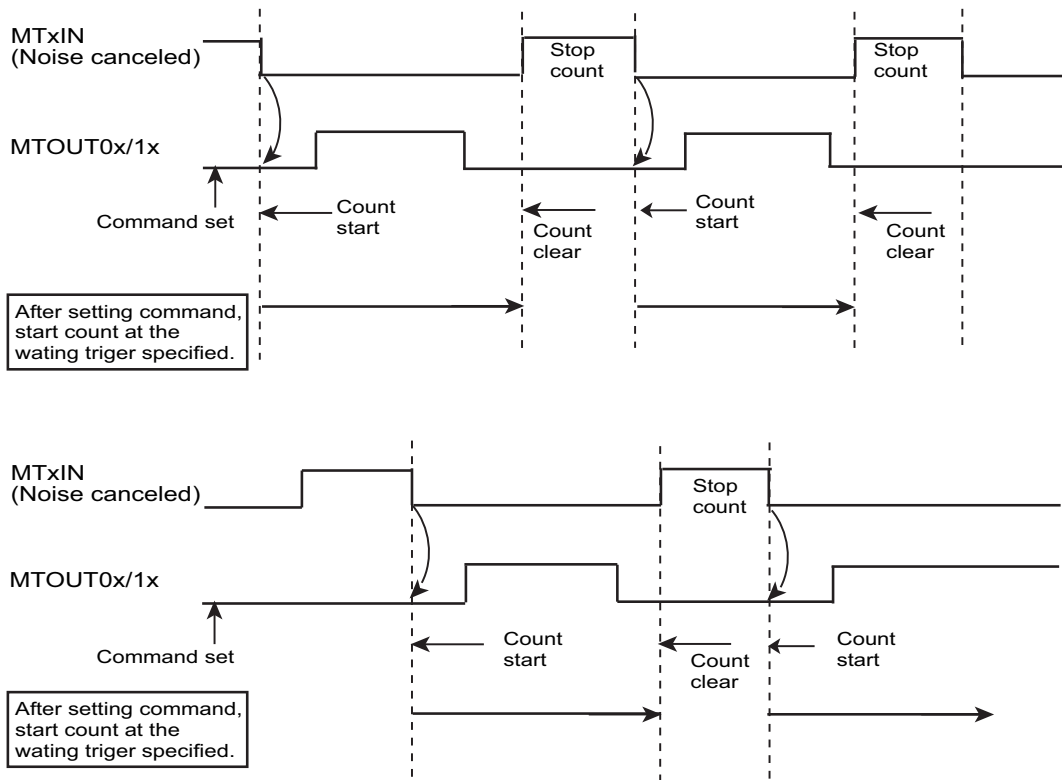 MTxIN
(Noise canceled)
Stop
count
Stop
count
MTOUT0x/1x
Command set
Count
start
Count
clear
Count
start
Count
clear
After setting command,
start count at the
wating triger specified.
MTxIN
(Noise canceled)
Stop
count
MTOUT0x/1x
Command set
Count
start
Count
clear
Count
start
After setting command,
start count at the
wating triger specified.